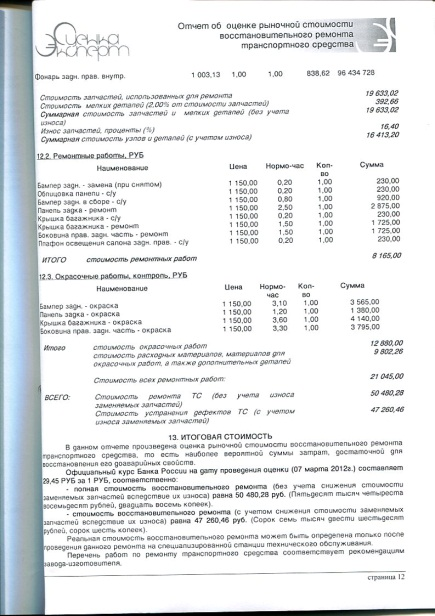 Оценка Эксперт
Отчет об оценке рыночной стоимости
восстановительного ремонта
транспортного средства
Фонарь задн. прав. внутр. 1 003,13 1,00 1,00 838,62 96 434 728
Стоимость запчастей, использованных для ремонта 19 633,02
Стоимость мелких деталей (2,00% от стоимости запчастей) 392,66
Суммарная стоимость запчастей и мелких деталей (без учета 19 633,02
износа)
Износ запчастей, проценты (%) 16,40
Суммарная стоимость узлов и деталей (с учетом износа) 16 413,20
12.2. Ремонтные работы, РУБ
Наименование Цена Нормо-час Кол-во Сумма
Бампер задн. - замена (при снятом) 1 150,00 0,20 1,00 230,00
Облицовка панели - с/у 1 150,00 0,20 1,00 230,00
Бампер задн. в сборе - с/у 1 150,00 0,80 1,00 920,00
Панель задка - ремонт 1 150,00 2,50 1,00 2 875,00
Крышка багажника - с/у 1 150,00 0,20 1,00 230,00
Крышка багажника - ремонт 1 150,00 1,50 1,00 1 725,00
Боковина прав. задн. часть - ремонт 1 150,00 1,50 1,00 1 725,00
Плафон освещения салона задн. прав. - с/у 1 150,00 0,20 1,00 230,00
ИТОГО стоимость ремонтных работ 8 165,00
12.3. Окрасочные работы, контроль, РУБ
Наименование Цена Нормо-час Кол-во Сумма
Бампер задн. - окраска 1 150,00 3,10 1,00 3 565,00
Панель задка - окраска 1 150,00 1,20 1,00 1 380,00
Крышка багажника - окраска 1 150,00 3,60 1,00 4 140,00
Боковина прав. задн. часть - окраска 1 150,00 3,30 1,00 3 795,00
Итого стоимость окрасочных работ 12 880,00
стоимость расходных материалов, материалов для 9 802,26
окрасочных работ, а также дополнительных деталей
Стоимость всех ремонтных работ: 21 045,00
ВСЕГО: Стоимость ремонта ТС (без учета износа 50 480,28
заменяемых запчастей)
Стоимость устранения дефектов ТС (с учетом 47 260,46
износа заменяемых запчастей)
13. ИТОГОВАЯ СТОИМОСТЬ
В данном отчете произведена оценка рыночной стоимости восстановительного ремонта
транспортного средства, то есть наиболее вероятной суммы затрат, достаточной для
восстановления его доаварийных свойств.
Официальный курс Банка России на дату проведения оценки (07 марта 2012г.) составляет
29,45 РУБ за 1 РУБ, соответственно:
- полная стоимость восстановительного ремонта (без учета снижения стоимости
заменяемых запчастей вследствие их износа) равна 50 480,28 руб. (Пятьдесят тысяч четыреста
восемьдесят рублей, двадцать восемь копеек).
- стоимость восстановительного ремонта (с учетом снижения стоимости заменяемых
запчастей вследствие их износа) равна 47 260,46 руб. (Сорок семь тысяч двести шестьдесят
рублей, сорок шесть копеек).
Реальная стоимость восстановительного ремонта может быть определена только после
проведения данного ремонта на специализированной станции технического обслуживания.
Перечень работ по ремонту транспортного средства соответствует рекомендациям
завода-изготовителя.
страница 12